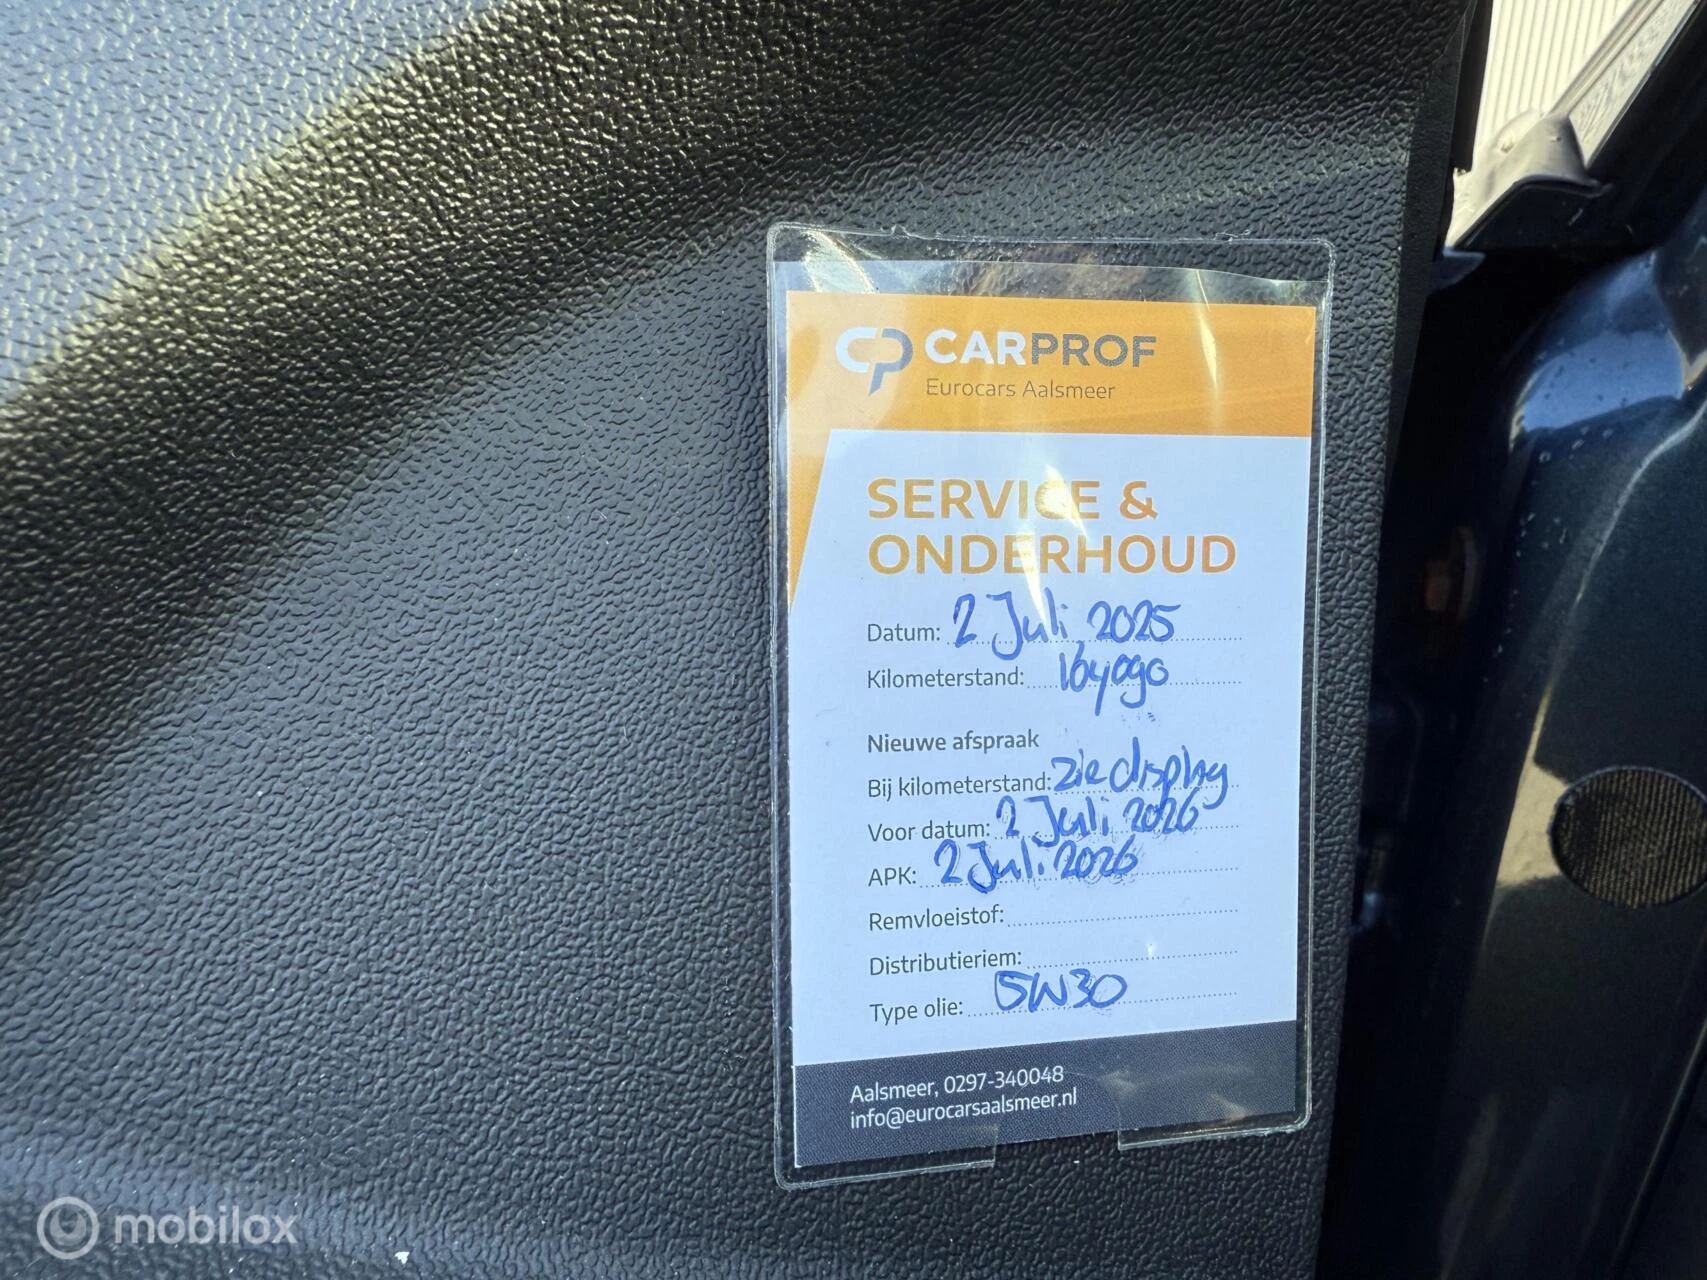 CARPROF
Eurocars Aalsmeer
SERVICE &
ONDERHOUD
Datum: 2 Juli 2025
Kilometerstand: 164090
Nieuwe afspraak
Bij kilometerstand: zie display
Voor datum: 2 Juli 2026
APK: 2 Juli 2026
Remvloeistof:
Distributieriem:
Type olie: 5W30
Aalsmeer, 0297-340048
info@eurocarsaalsmeer.nl
mobilox